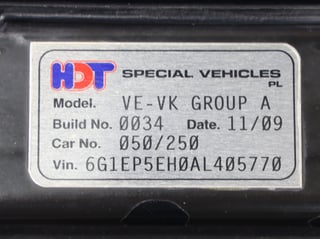 HDT SPECIAL VEHICLES
PL
Model. VE-VK GROUP A
Build No. 0034 Date. 11/09
Car No. 050/250
Vin. 6G1EP5EH0AL405770